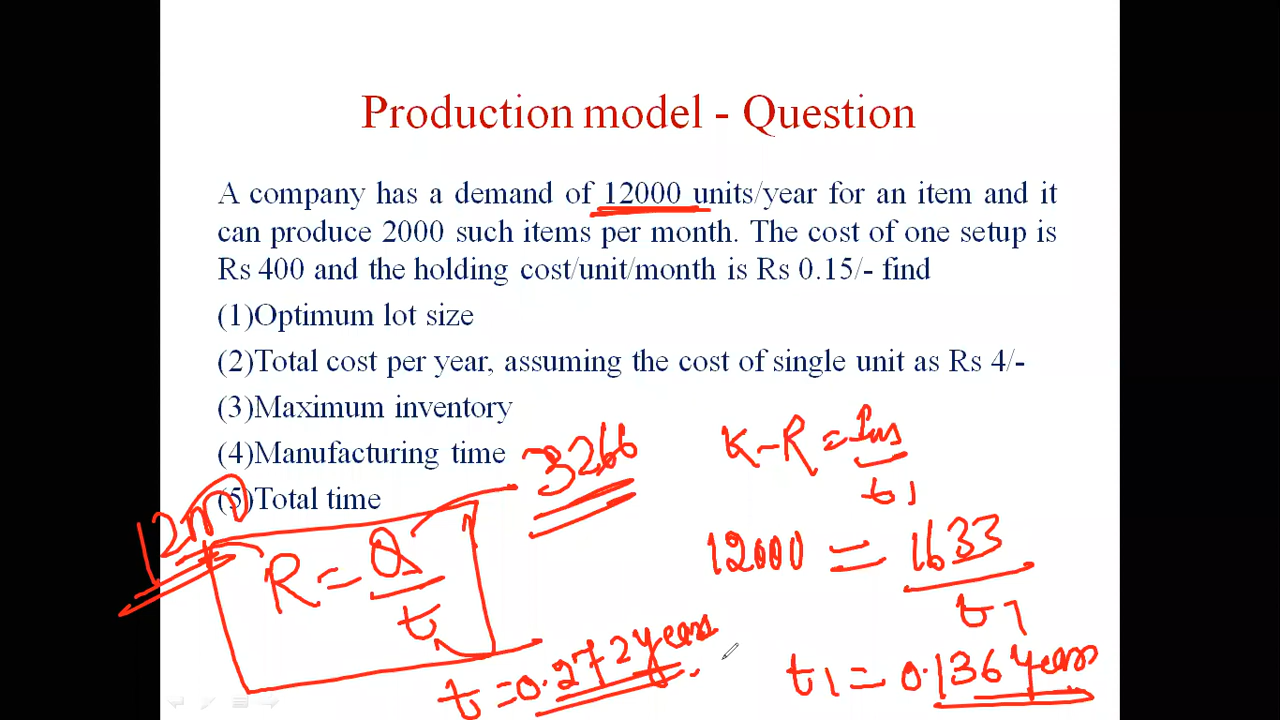 Production model - Question
A company has a demand of 12000 units/year for an item and it
can produce 2000 such items per month. The cost of one setup is
Rs 400 and the holding cost/unit/month is Rs 0.15/- find
(1)Optimum lot size
(2)Total cost per year, assuming the cost of single unit as Rs 4/-
(3)Maximum inventory
(4)Manufacturing time
(5)Total time
3266
R = Q/t
t = 0.272 years
K - R = /t1
12000 = 1633/t1
t1 = 0.136 years